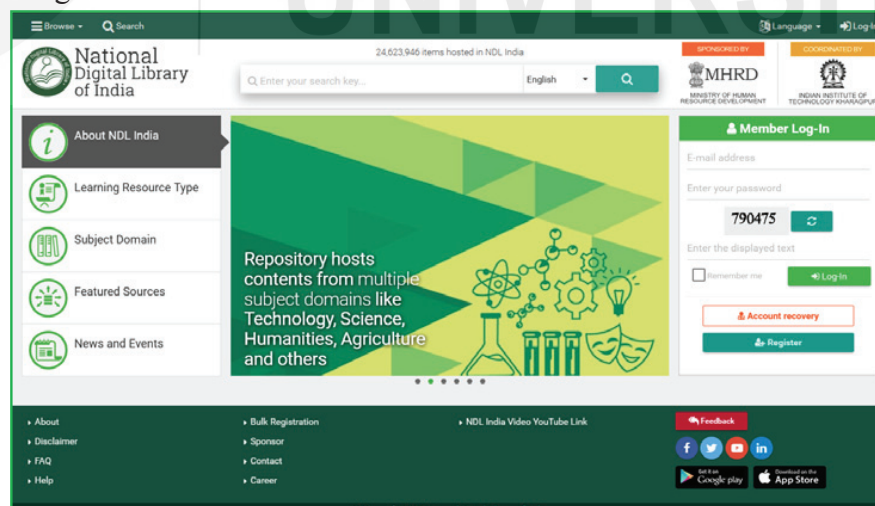 UNIVERSI
Browse
Search
Language
Log-In
National
Digital Library
of India
24,623,946 items hosted in NDL India
Enter your search key...
English
SPONSORED BY
MHRD
MINISTRY OF HUMAN
RESOURCE DEVELOPMENT
COORDINATED BY
INDIAN INSTITUTE OF
TECHNOLOGY KHARAGPUR
About NDL India
Learning Resource Type
Subject Domain
Featured Sources
News and Events
Repository hosts
contents from multiple
subject domains like
Technology, Science,
Humanities, Agriculture
and others
Member Log-In
E-mail address
Enter your password
790475
Enter the displayed text
Remember me
Log-In
Account recovery
Register
About
Disclaimer
FAQ
Help
Bulk Registration
Sponsor
Contact
Career
NDL India Video YouTube Link
Feedback
Get it on
Google play
Download on the
App Store